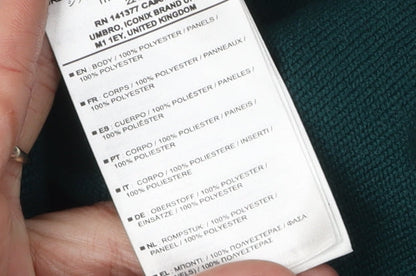 RN 141377 CA
UMBRO, ICONIX BRAND
M1 1EY, UNITED KINGDOM
EN - BODY / 100% POLYESTER / PANELS /
100% POLYESTER
FR - CORPS / 100% POLYESTER / PANNEAUX /
100% POLYESTER
ES - CUERPO / 100% POLIÉSTER / PANELES /
100% POLIÉSTER
PT - CORPO / 100% POLIÉSTER / PAINEIS /
100% POLIÉSTER
IT - CORPO / 100% POLIESTERE / INSERTI /
100% POLIESTERE
DE - OBERSTOFF / 100% POLYESTER /
EINSÄTZE / 100% POLYESTER
NL - ROMPSTUK / 100% POLYESTER /
PANEEL / 100% POLYESTER
EL - ΜΠΟΝΤΙ / 100% ΠΟΛΥΕΣΤΕΡΑΣ / ΦΑΣΑ
/ 100% ΠΟΛΥΕΣΤΕΡΑΣ